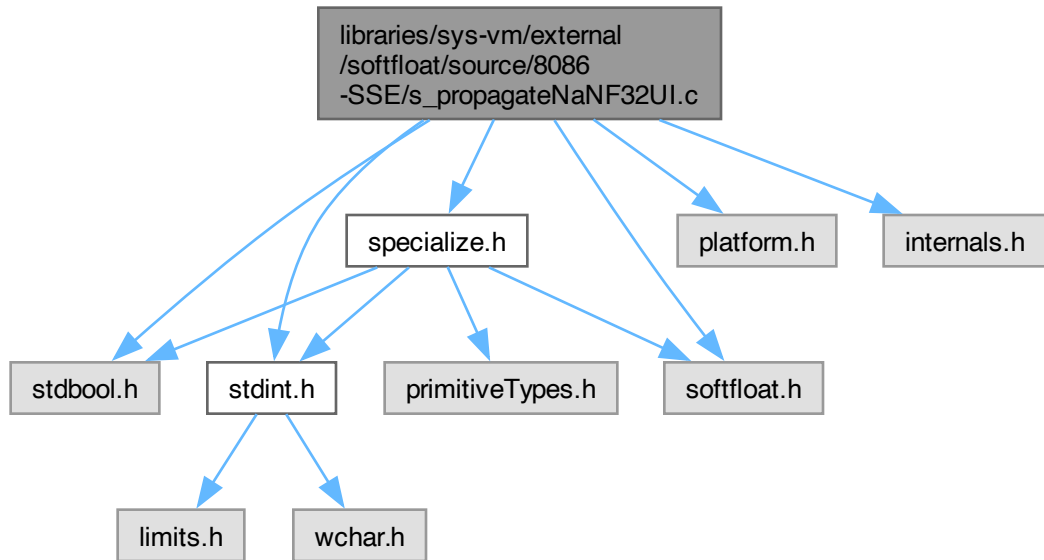 libraries/sys-vm/external
/softfloat/source/8086
-SSE/s_propagateNaNF32UI.c
specialize.h
platform.h
internals.h
stdbool.h
stdint.h
primitiveTypes.h
softfloat.h
limits.h
wchar.h